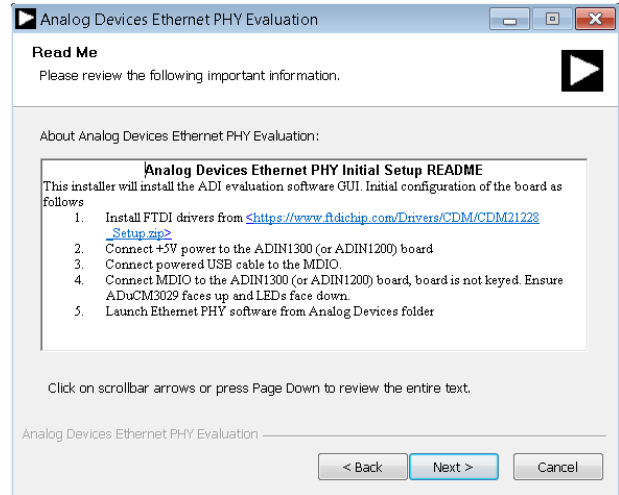 Analog Devices Ethernet PHY Evaluation
Read Me
Please review the following important information.
About Analog Devices Ethernet PHY Evaluation:
Analog Devices Ethernet PHY Initial Setup README
This installer will install the ADI evaluation software GUI. Initial configuration of the board as
follows
1. Install FTDI drivers from <https://www.ftdichip.com/Drivers/CDM/CDM21228
_Setup.zip>
2. Connect +5V power to the ADIN1300 (or ADIN1200) board
3. Connect powered USB cable to the MDIO.
4. Connect MDIO to the ADIN1300 (or ADIN1200) board, board is not keyed. Ensure
ADuCM3029 faces up and LEDs face down.
5. Launch Ethernet PHY software from Analog Devices folder
Click on scrollbar arrows or press Page Down to review the entire text.
Analog Devices Ethernet PHY Evaluation
< Back Next > Cancel